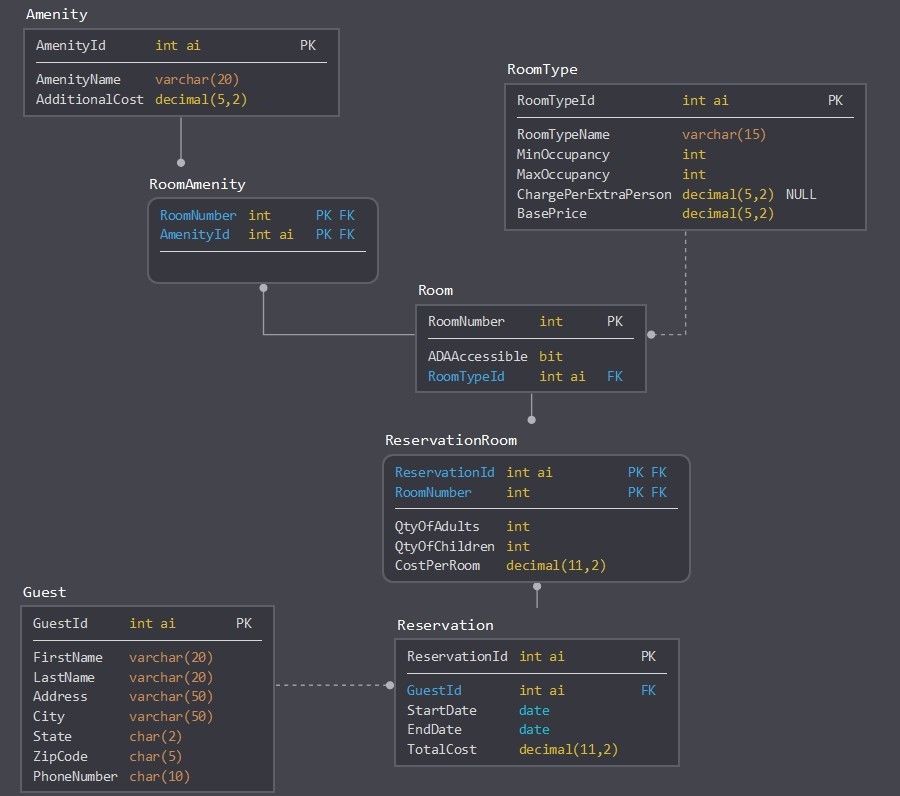 Amenity
AmenityId int ai PK
AmenityName varchar(20)
AdditionalCost decimal(5,2)
RoomType
RoomTypeId int ai PK
RoomTypeName varchar(15)
MinOccupancy int
MaxOccupancy int
ChargePerExtraPerson decimal(5,2) NULL
BasePrice decimal(5,2)
RoomAmenity
RoomNumber int PK FK
AmenityId int ai PK FK
Room
RoomNumber int PK
ADAAccessible bit
RoomTypeId int ai FK
ReservationRoom
ReservationId int ai PK FK
RoomNumber int PK FK
QtyOfAdults int
QtyOfChildren int
CostPerRoom decimal(11,2)
Guest
GuestId int ai PK
FirstName varchar(20)
LastName varchar(20)
Address varchar(50)
City varchar(50)
State char(2)
ZipCode char(5)
PhoneNumber char(10)
Reservation
ReservationId int ai PK
GuestId int ai FK
StartDate date
EndDate date
TotalCost decimal(11,2)